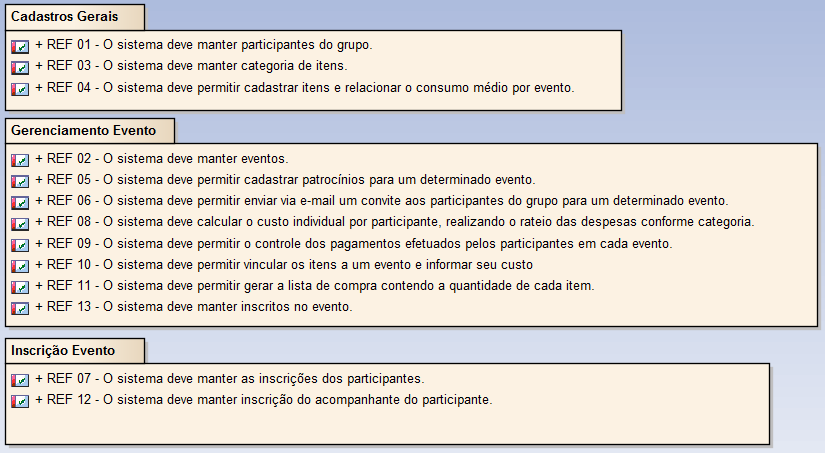 Cadastros Gerais
+ REF 01 - O sistema deve manter participantes do grupo.
+ REF 03 - O sistema deve manter categoria de itens.
+ REF 04 - O sistema deve permitir cadastrar itens e relacionar o consumo médio por evento.
Gerenciamento Evento
+ REF 02 - O sistema deve manter eventos.
+ REF 05 - O sistema deve permitir cadastrar patrocínios para um determinado evento.
+ REF 06 - O sistema deve permitir enviar via e-mail um convite aos participantes do grupo para um determinado evento.
+ REF 08 - O sistema deve calcular o custo individual por participante, realizando o rateio das despesas conforme categoria.
+ REF 09 - O sistema deve permitir o controle dos pagamentos efetuados pelos participantes em cada evento.
+ REF 10 - O sistema deve permitir vincular os itens a um evento e informar seu custo
+ REF 11 - O sistema deve permitir gerar a lista de compra contendo a quantidade de cada item.
+ REF 13 - O sistema deve manter inscritos no evento.
Inscrição Evento
+ REF 07 - O sistema deve manter as inscrições dos participantes.
+ REF 12 - O sistema deve manter inscrição do acompanhante do participante.